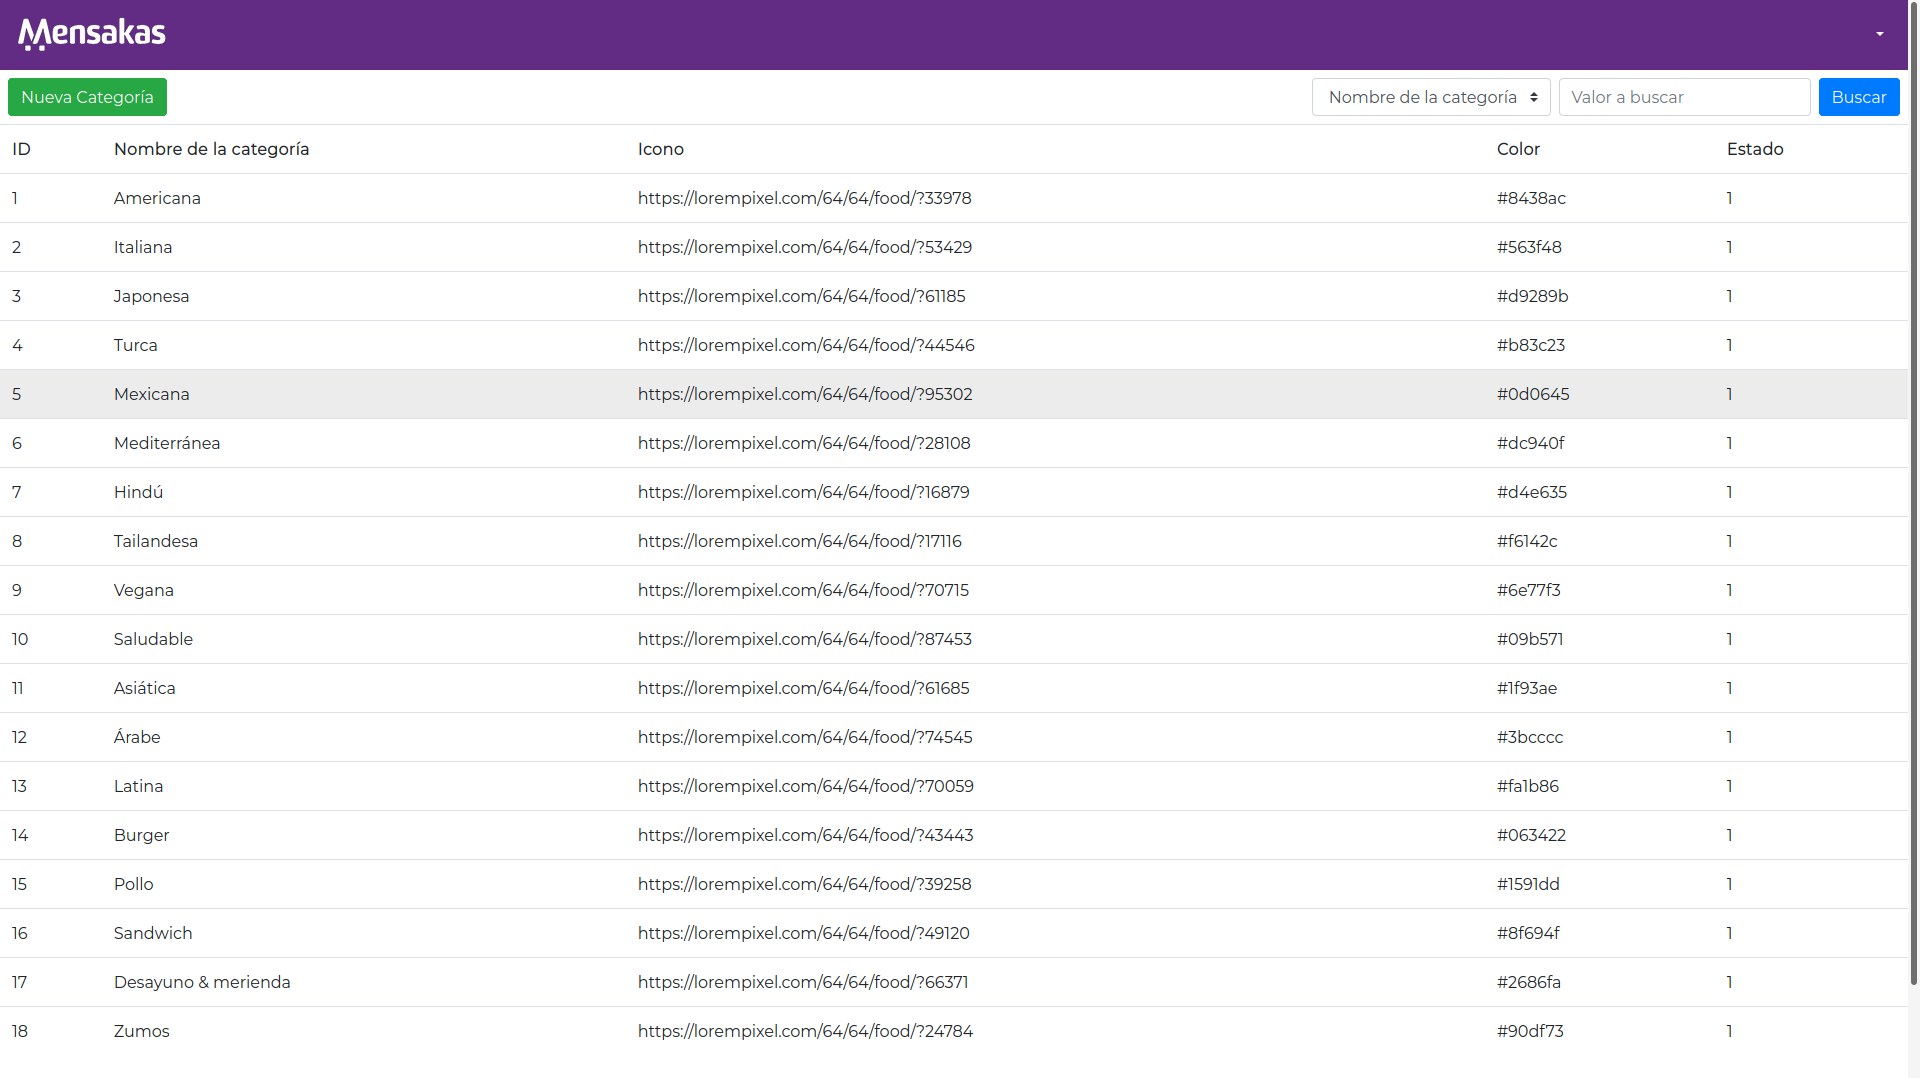 Mensakas
Nueva Categoría Nombre de la categoría Valor a buscar Buscar
ID Nombre de la categoría Icono Color Estado
1 Americana https://lorempixel.com/64/64/food/?33978 #8438ac 1
2 Italiana https://lorempixel.com/64/64/food/?53429 #563f48 1
3 Japonesa https://lorempixel.com/64/64/food/?61185 #d9289b 1
4 Turca https://lorempixel.com/64/64/food/?44546 #b83c23 1
5 Mexicana https://lorempixel.com/64/64/food/?95302 #0d0645 1
6 Mediterránea https://lorempixel.com/64/64/food/?28108 #dc940f 1
7 Hindú https://lorempixel.com/64/64/food/?16879 #d4e635 1
8 Tailandesa https://lorempixel.com/64/64/food/?17116 #f6142c 1
9 Vegana https://lorempixel.com/64/64/food/?70715 #6e77f3 1
10 Saludable https://lorempixel.com/64/64/food/?87453 #09b571 1
11 Asiática https://lorempixel.com/64/64/food/?61685 #1f93ae 1
12 Árabe https://lorempixel.com/64/64/food/?74545 #3bcccc 1
13 Latina https://lorempixel.com/64/64/food/?70059 #fa1b86 1
14 Burger https://lorempixel.com/64/64/food/?43443 #063422 1
15 Pollo https://lorempixel.com/64/64/food/?39258 #1591dd 1
16 Sandwich https://lorempixel.com/64/64/food/?49120 #8f694f 1
17 Desayuno & merienda https://lorempixel.com/64/64/food/?66371 #2686fa 1
18 Zumos https://lorempixel.com/64/64/food/?24784 #90df73 1